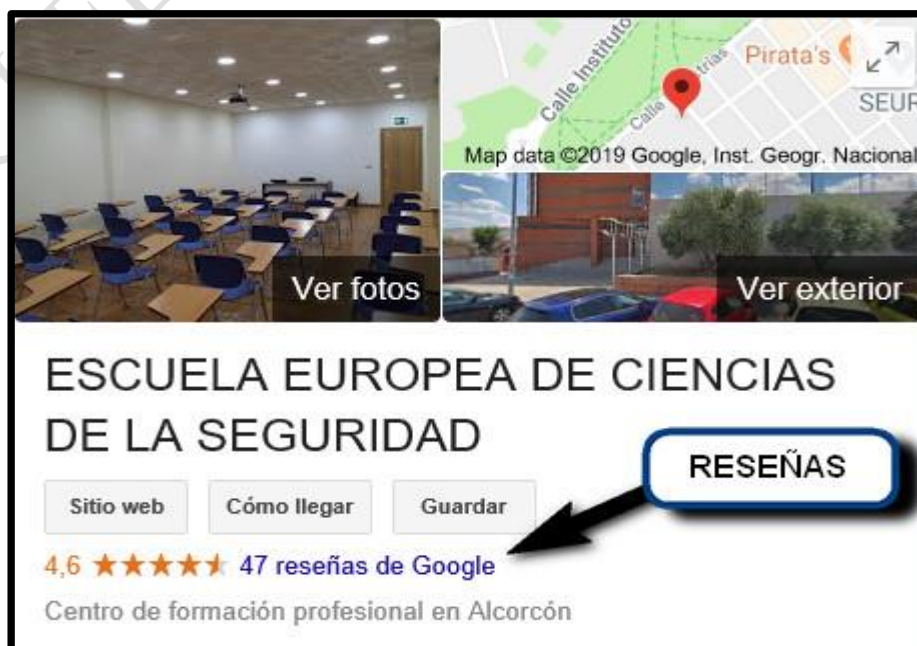 Calle Instituto
Pirata's
Calle
trias
SEUR
Map data ©2019 Google, Inst. Geogr. Nacional
Ver fotos
Ver exterior
ESCUELA EUROPEA DE CIENCIAS
DE LA SEGURIDAD
RESEÑAS
Sitio web
Cómo llegar
Guardar
4,6 47 reseñas de Google
Centro de formación profesional en Alcorcón